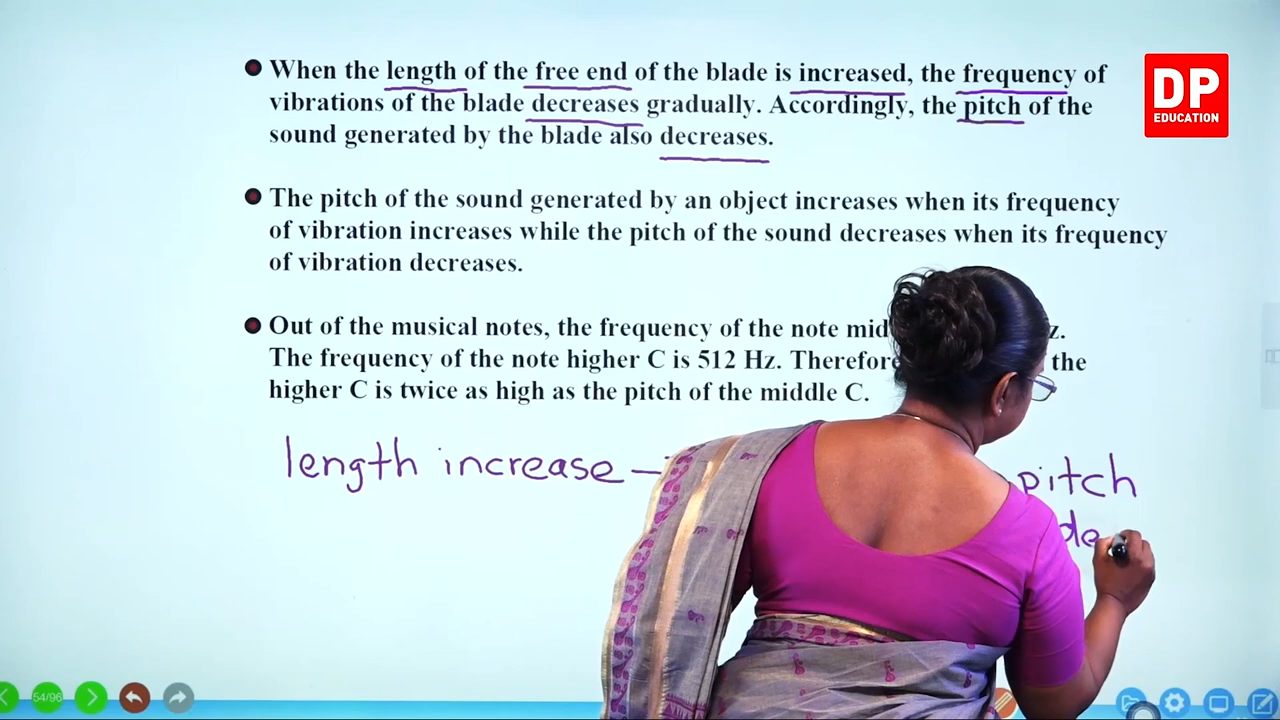 When the length of the free end of the blade is increased, the frequency of
vibrations of the blade decreases gradually. Accordingly, the pitch of the
sound generated by the blade also decreases.
The pitch of the sound generated by an object increases when its frequency
of vibration increases while the pitch of the sound decreases when its frequency
of vibration decreases.
Out of the musical notes, the frequency of the note z.
The frequency of the note higher C is 512 Hz. the
higher C is twice as high as the pitch of the middle C.
length increase –
pitch
de
DP
EDUCATION
54/96